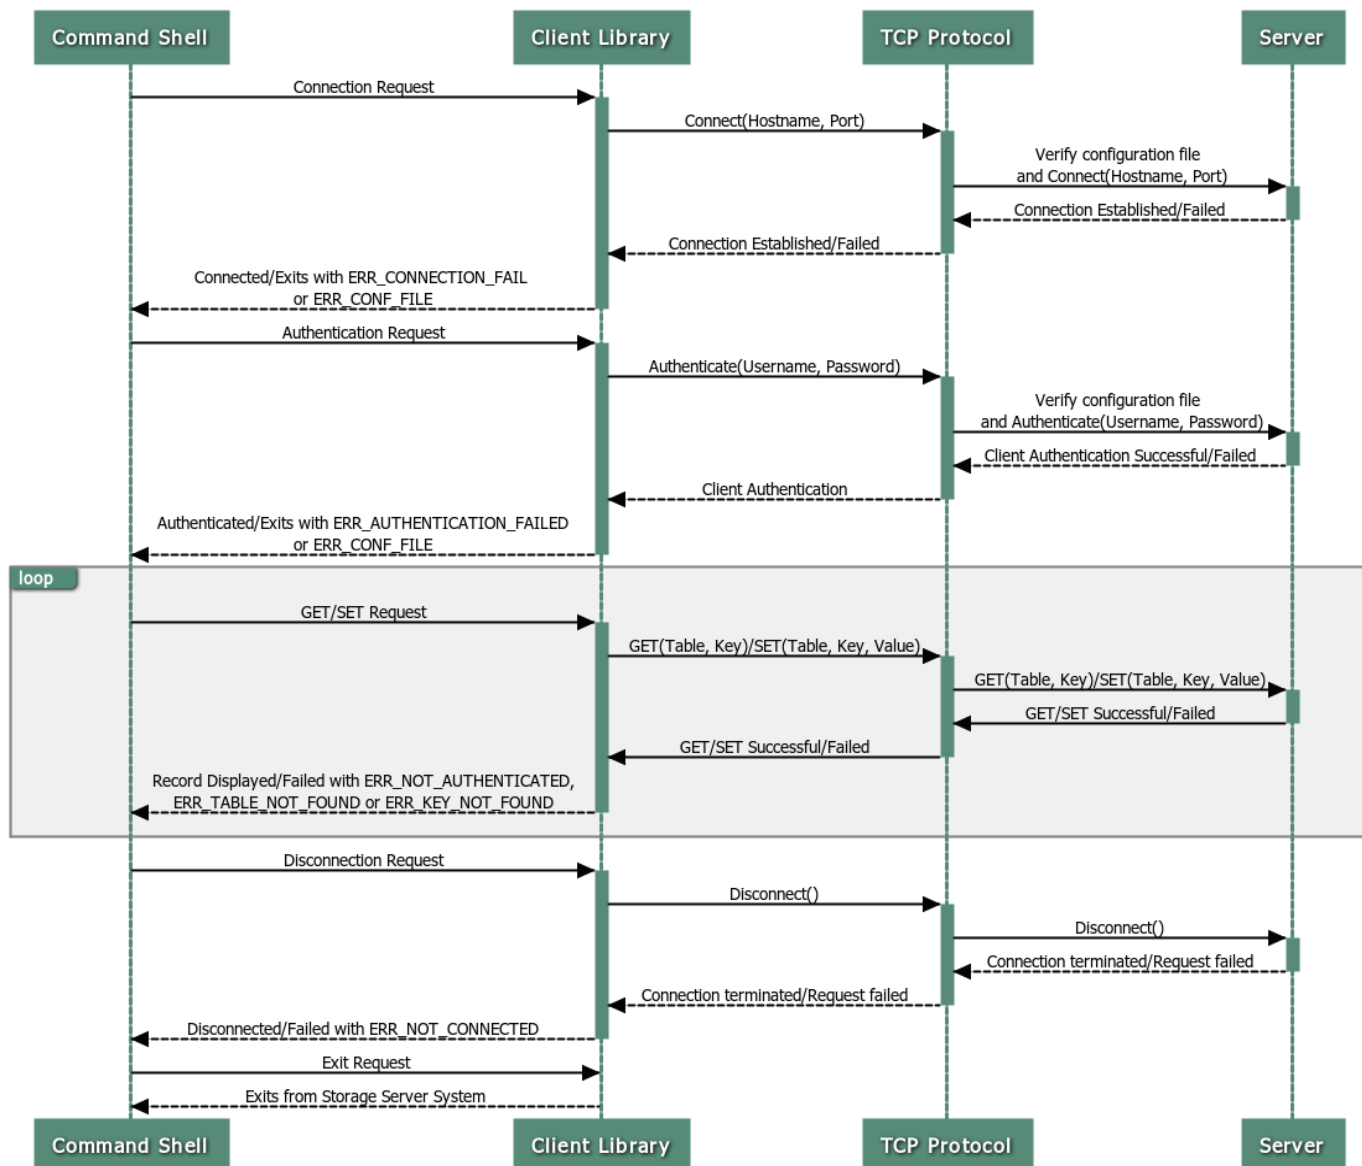 Command Shell
Client Library
TCP Protocol
Server
Connection Request
Connect(Hostname, Port)
Verify configuration file
and Connect(Hostname, Port)
Connection Established/Failed
Connection Established/Failed
Connected/Exits with ERR_CONNECTION_FAIL
or ERR_CONF_FILE
Authentication Request
Authenticate(Username, Password)
Verify configuration file
and Authenticate(Username, Password)
Client Authentication Successful/Failed
Client Authentication
Authenticated/Exits with ERR_AUTHENTICATION_FAILED
or ERR_CONF_FILE
loop
GET/SET Request
GET(Table, Key)/SET(Table, Key, Value)
GET(Table, Key)/SET(Table, Key, Value)
GET/SET Successful/Failed
GET/SET Successful/Failed
Record Displayed/Failed with ERR_NOT_AUTHENTICATED,
ERR_TABLE_NOT_FOUND or ERR_KEY_NOT_FOUND
Disconnection Request
Disconnect()
Disconnect()
Connection terminated/Request failed
Connection terminated/Request failed
Disconnected/Failed with ERR_NOT_CONNECTED
Exit Request
Exits from Storage Server System
Command Shell
Client Library
TCP Protocol
Server